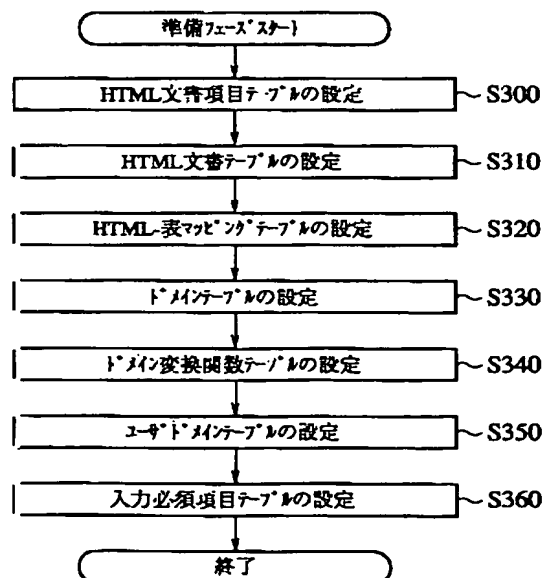 準備フェーズスタート
HTML文書項目テーブルの設定 S300
HTML文書テーブルの設定 S310
HTML-表マッピングテーブルの設定 S320
ドメインテーブルの設定 S330
ドメイン変換関数テーブルの設定 S340
ユーザドメインテーブルの設定 S350
入力必須項目テーブルの設定 S360
終了